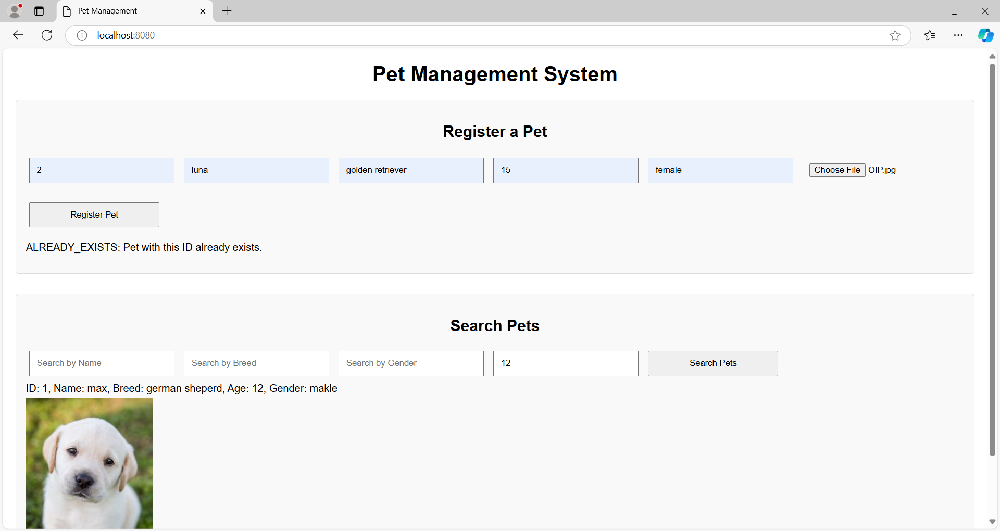 Pet Management
localhost:8080
Pet Management System
Register a Pet
2 luna golden retriever 15 female Choose File OIP.jpg
Register Pet
ALREADY_EXISTS: Pet with this ID already exists.
Search Pets
Search by Name Search by Breed Search by Gender 12 Search Pets
ID: 1, Name: max, Breed: german sheperd, Age: 12, Gender: makle